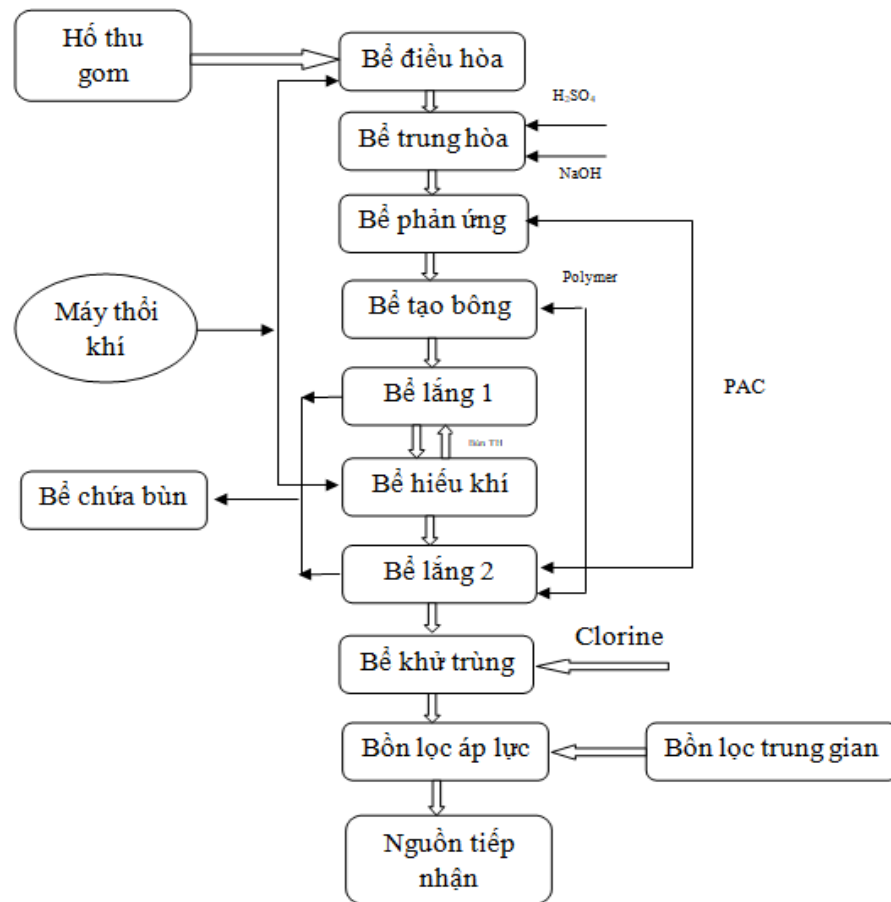 Hố thu
gom
Bể điều hòa
H₂SO₄
Bể trung hòa
NaOH
Bể phản ứng
Polymer
Bể tạo bông
Máy thổi
khí
PAC
Bể lắng 1
Bùn TH
Bể hiếu khí
Bể chứa bùn
Bể lắng 2
Clorine
Bể khử trùng
Bồn lọc áp lực
Bồn lọc trung gian
Nguồn tiếp
nhận